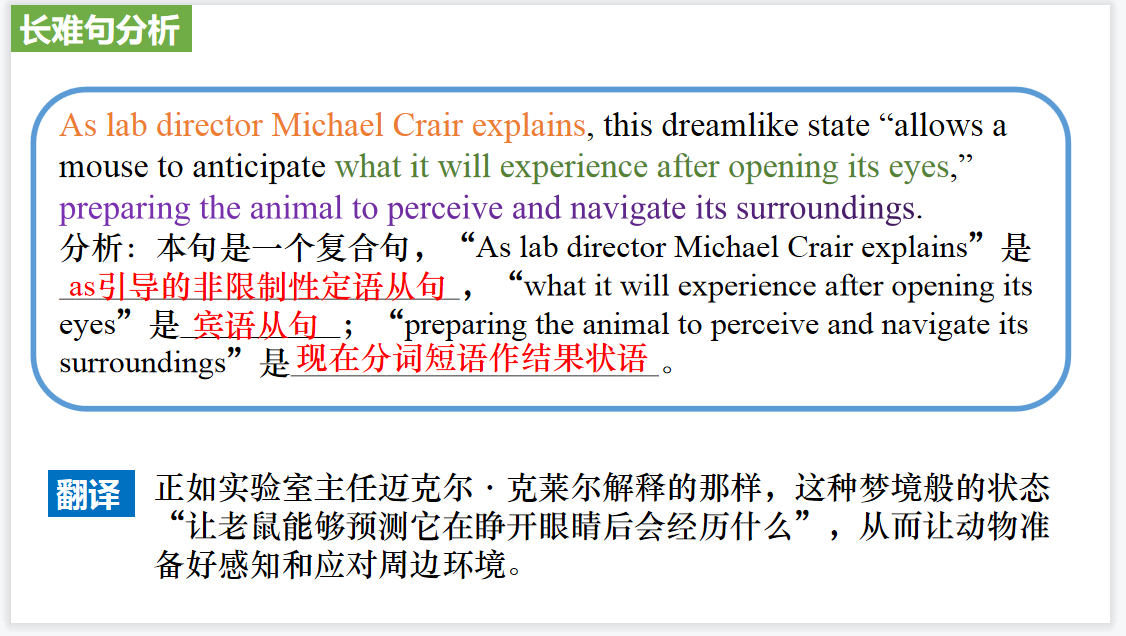 长难句分析
As lab director Michael Crair explains, this dreamlike state “allows a
mouse to anticipate what it will experience after opening its eyes,”
preparing the animal to perceive and navigate its surroundings.
分析：本句是一个复合句，“As lab director Michael Crair explains”是
as引导的非限制性定语从句，“what it will experience after opening its
eyes”是宾语从句；“preparing the animal to perceive and navigate its
surroundings”是现在分词短语作结果状语。
翻译
正如实验室主任迈克尔·克莱尔解释的那样，这种梦境般的状态
“让老鼠能够预测它在睁开眼睛后会经历什么”，从而让动物准
备好感知和应对周边环境。